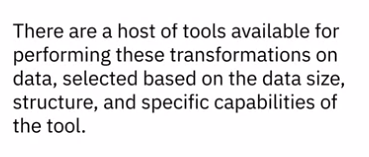 There are a host of tools available for
performing these transformations on
data, selected based on the data size,
structure, and specific capabilities of
the tool.